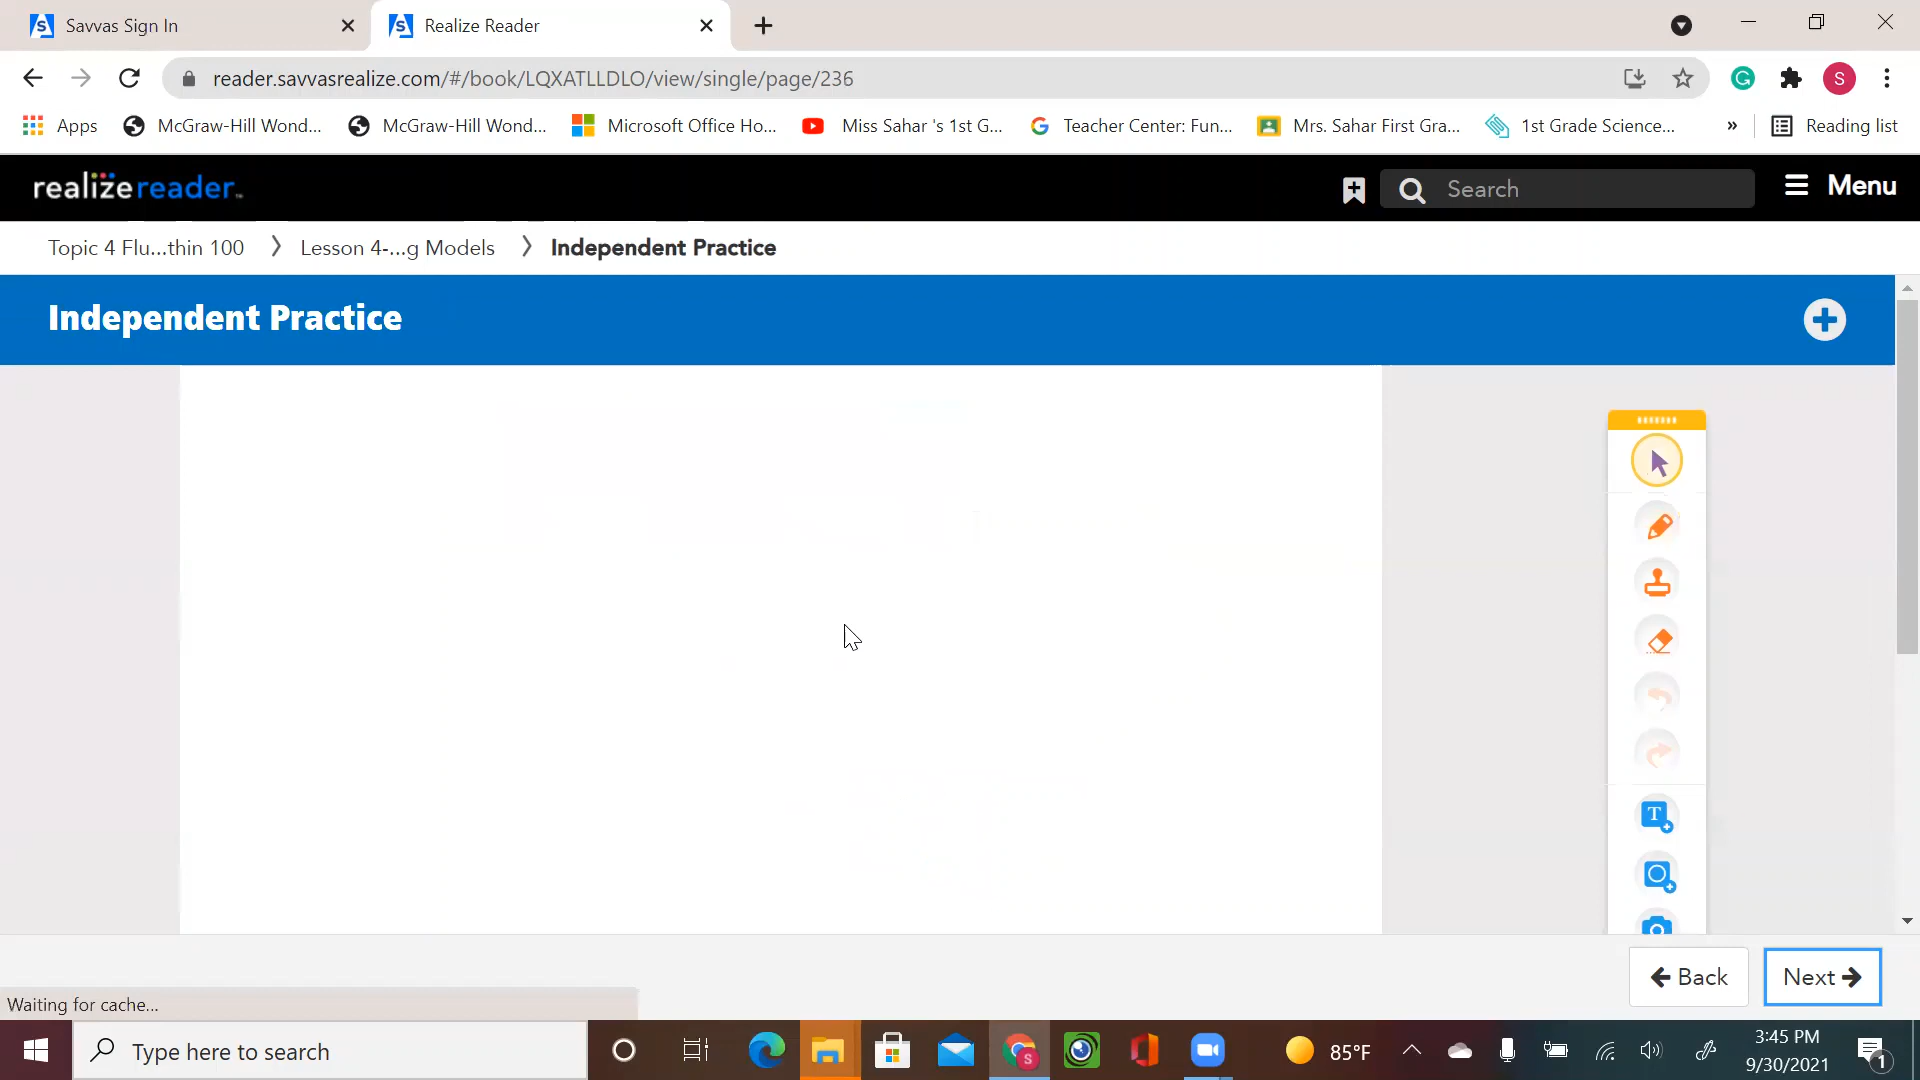 Savvas Sign In
Realize Reader
reader.savvasrealize.com/#/book/LQXATLLDLO/view/single/page/236
S
Apps
McGraw-Hill Wond...
McGraw-Hill Wond...
Microsoft Office Ho...
Miss Sahar 's 1st G...
Teacher Center: Fun...
Mrs. Sahar First Gra...
1st Grade Science...
»
Reading list
realizereader™
Search
Menu
Topic 4 Flu...thin 100
Lesson 4-...g Models
Independent Practice
Independent Practice
T
Back
Next
Waiting for cache...
Type here to search
S
85°F
3:45 PM
9/30/2021
1